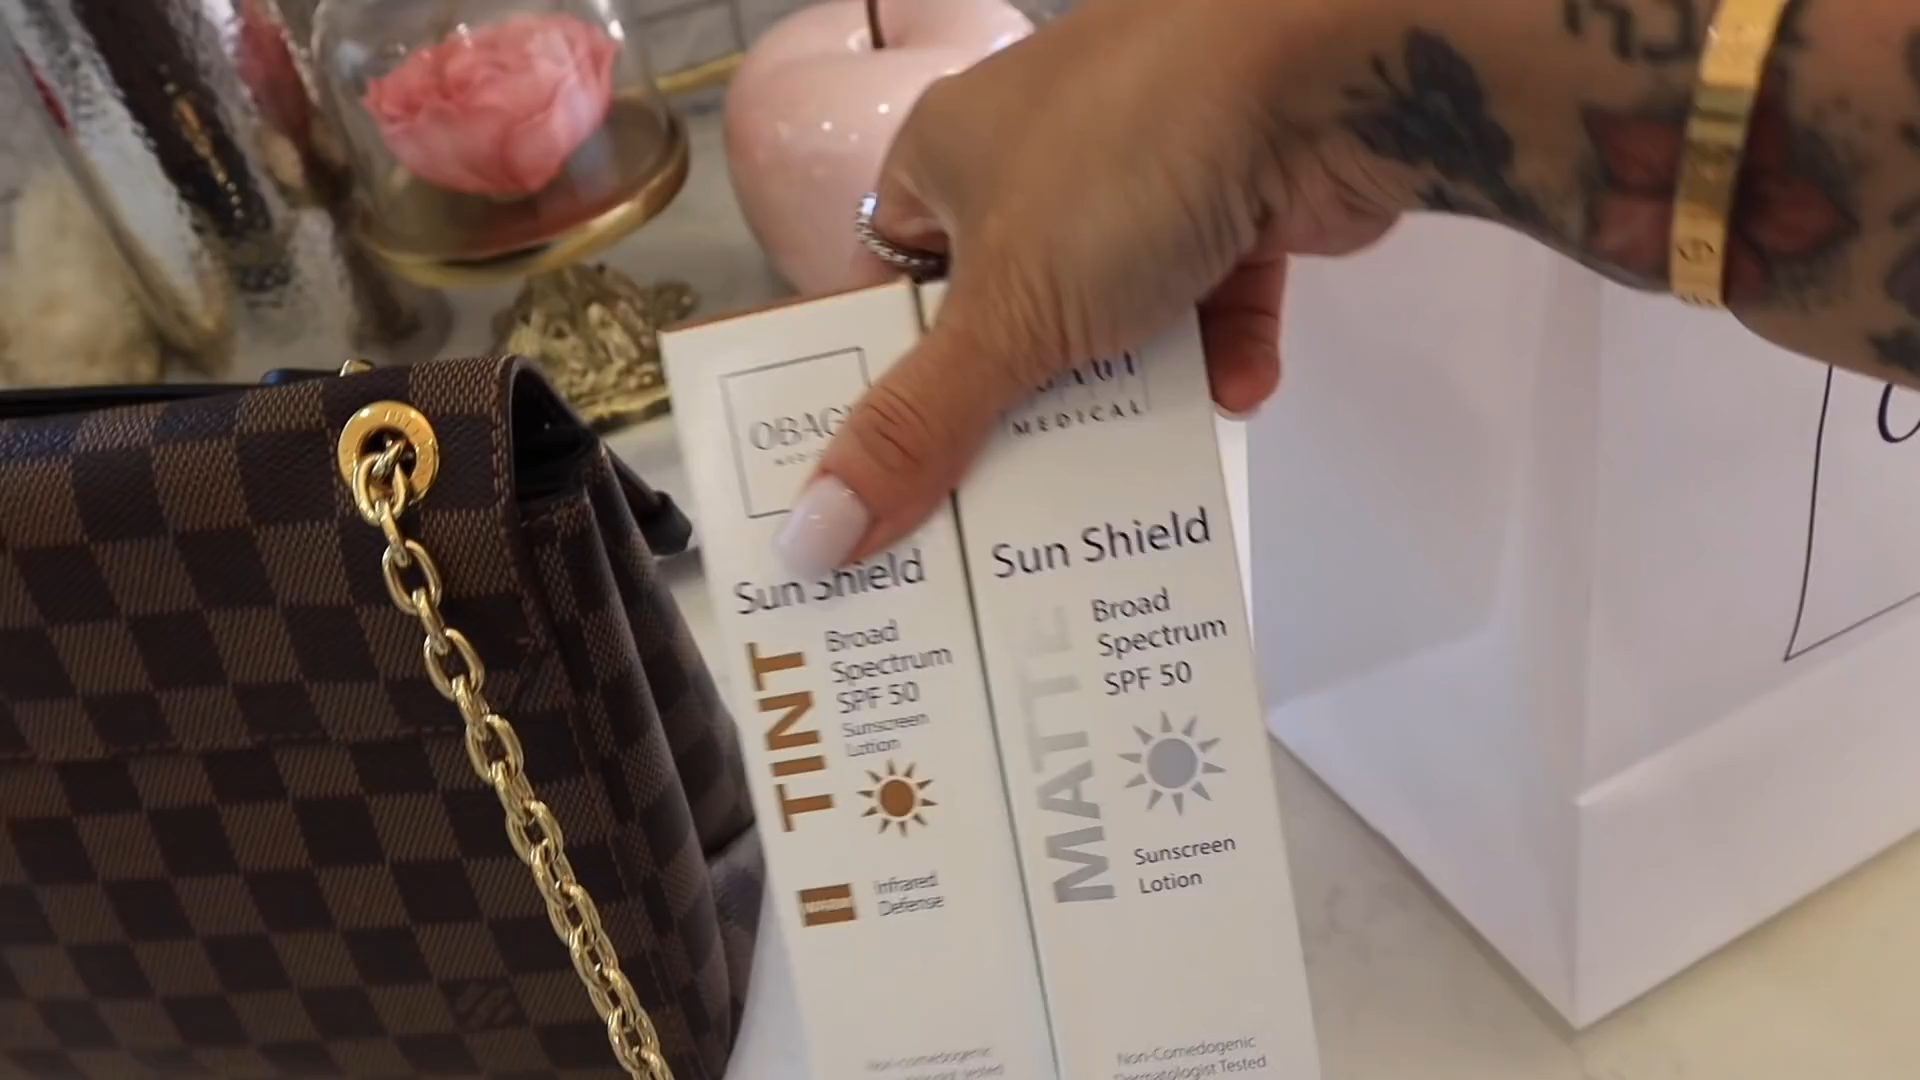 OBAGI
MEDICAL
Sun Shield
TINT
Broad
Spectrum
SPF 50
Sunscreen
Lotion
Infrared
Defense
Sun Shield
MATTE
Broad
Spectrum
SPF 50
Sunscreen
Lotion
Non-Comedogenic
Dermatologist Tested